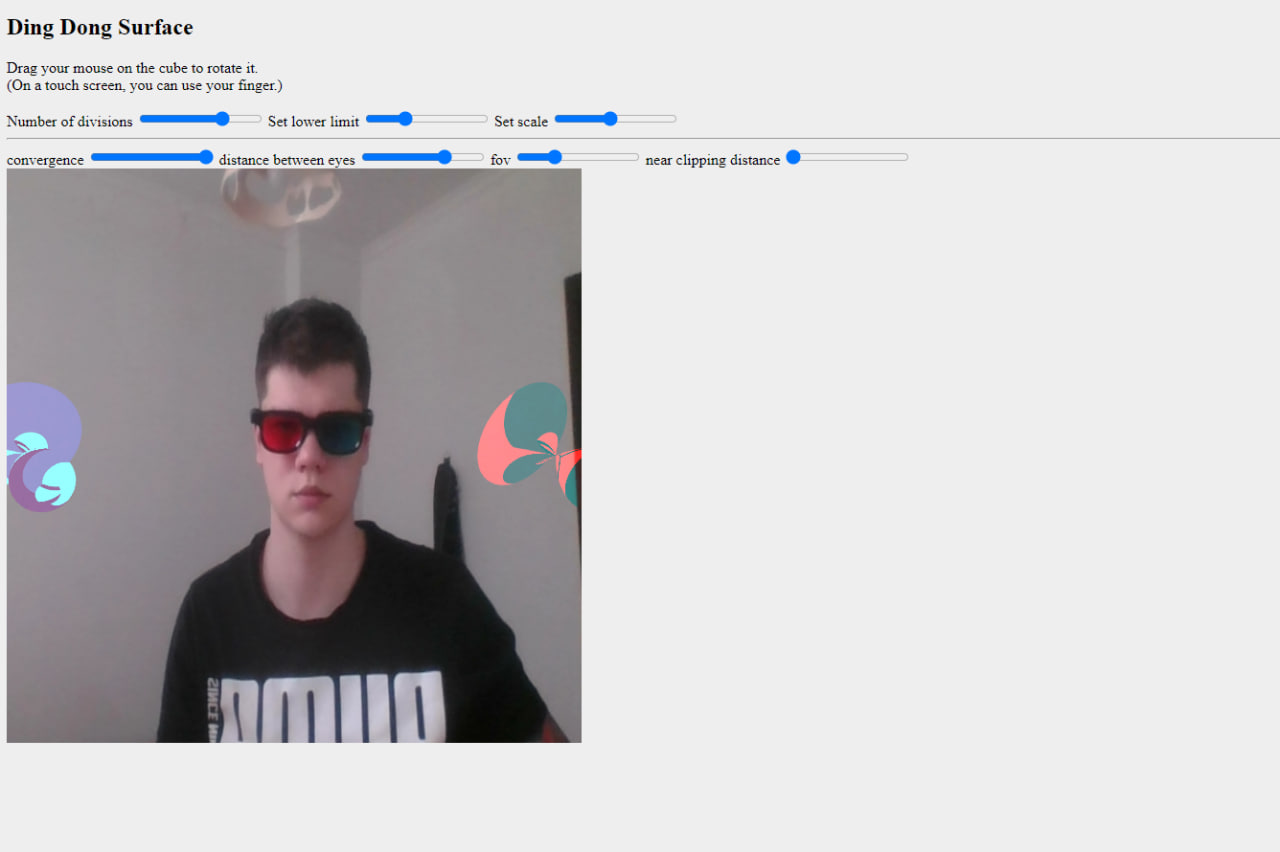 Ding Dong Surface
Drag your mouse on the cube to rotate it.
(On a touch screen, you can use your finger.)
Number of divisions Set lower limit Set scale
convergence distance between eyes fov near clipping distance